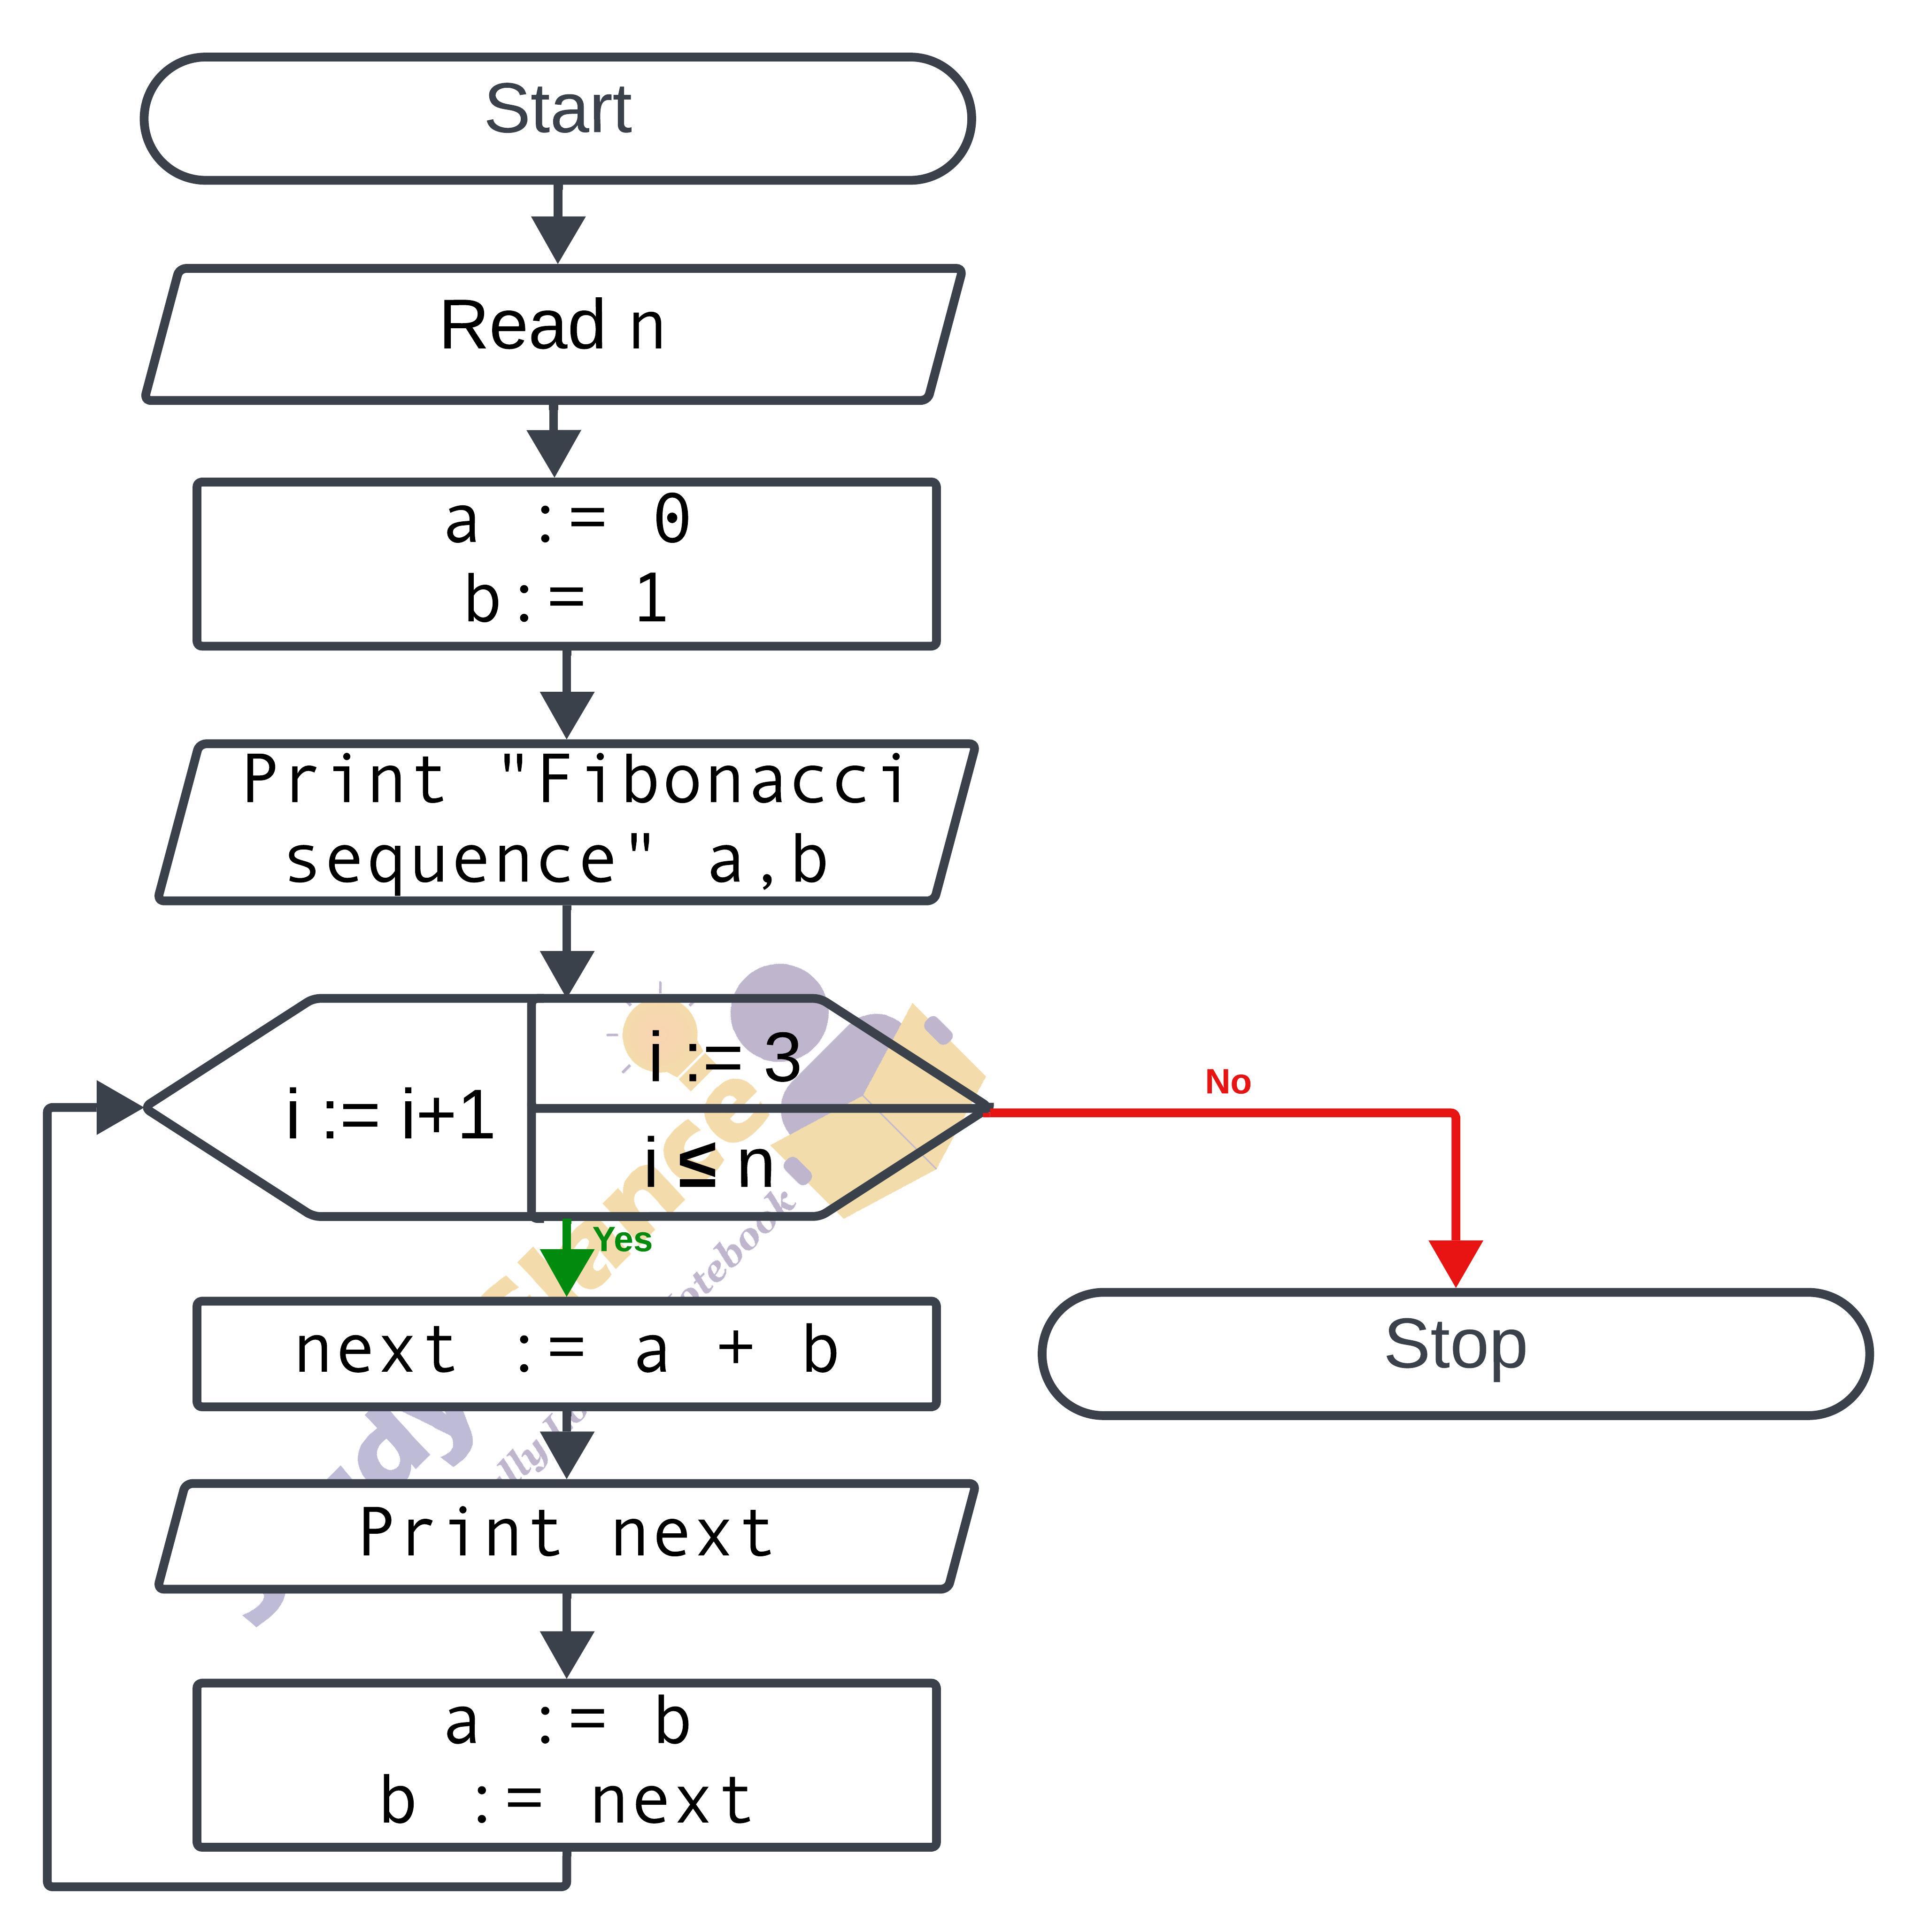 Start
Read n
a := 0
b:= 1
Print "Fibonacci
sequence" a,b
i := i+1
i := 3
i ≤ n
No
Yes
next := a + b
Stop
Print next
a := b
b := next